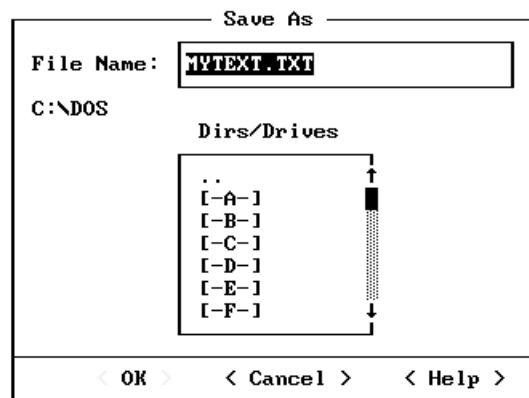 Save As
File Name: MYTEXT.TXT
C:\DOS
Dirs/Drives
..
[-A-]
[-B-]
[-C-]
[-D-]
[-E-]
[-F-]
< OK > < Cancel > < Help >